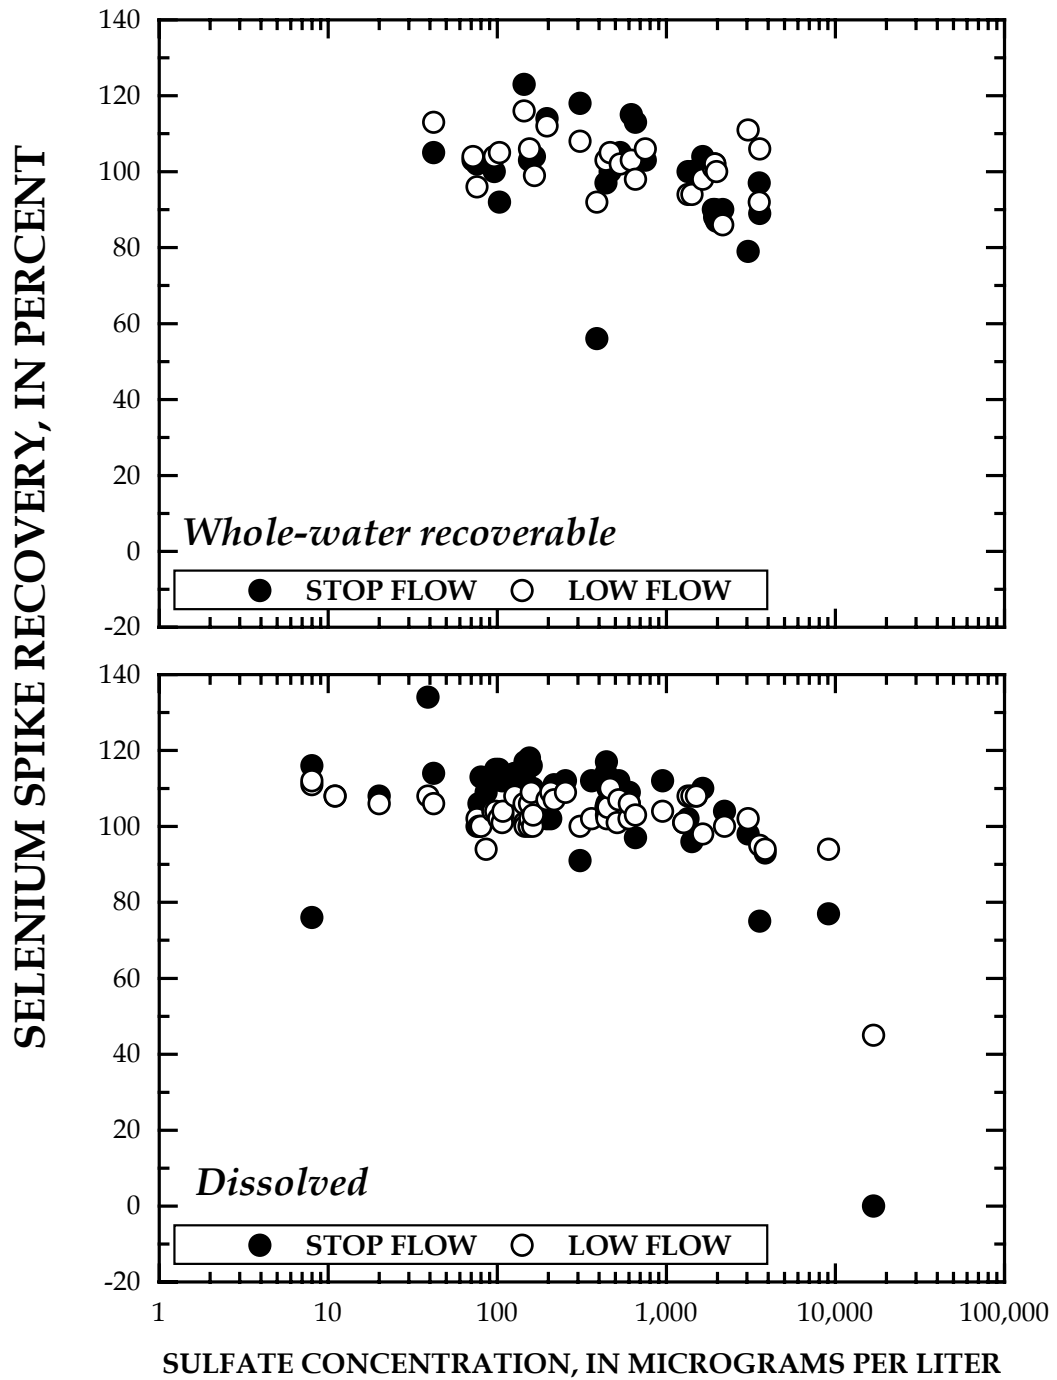 SELENIUM SPIKE RECOVERY, IN PERCENT
140
120
100
80
60
40
20
0
-20
Whole-water recoverable
STOP FLOW LOW FLOW
140
120
100
80
60
40
20
0
-20
Dissolved
STOP FLOW LOW FLOW
1 10 100 1,000 10,000 100,000
SULFATE CONCENTRATION, IN MICROGRAMS PER LITER